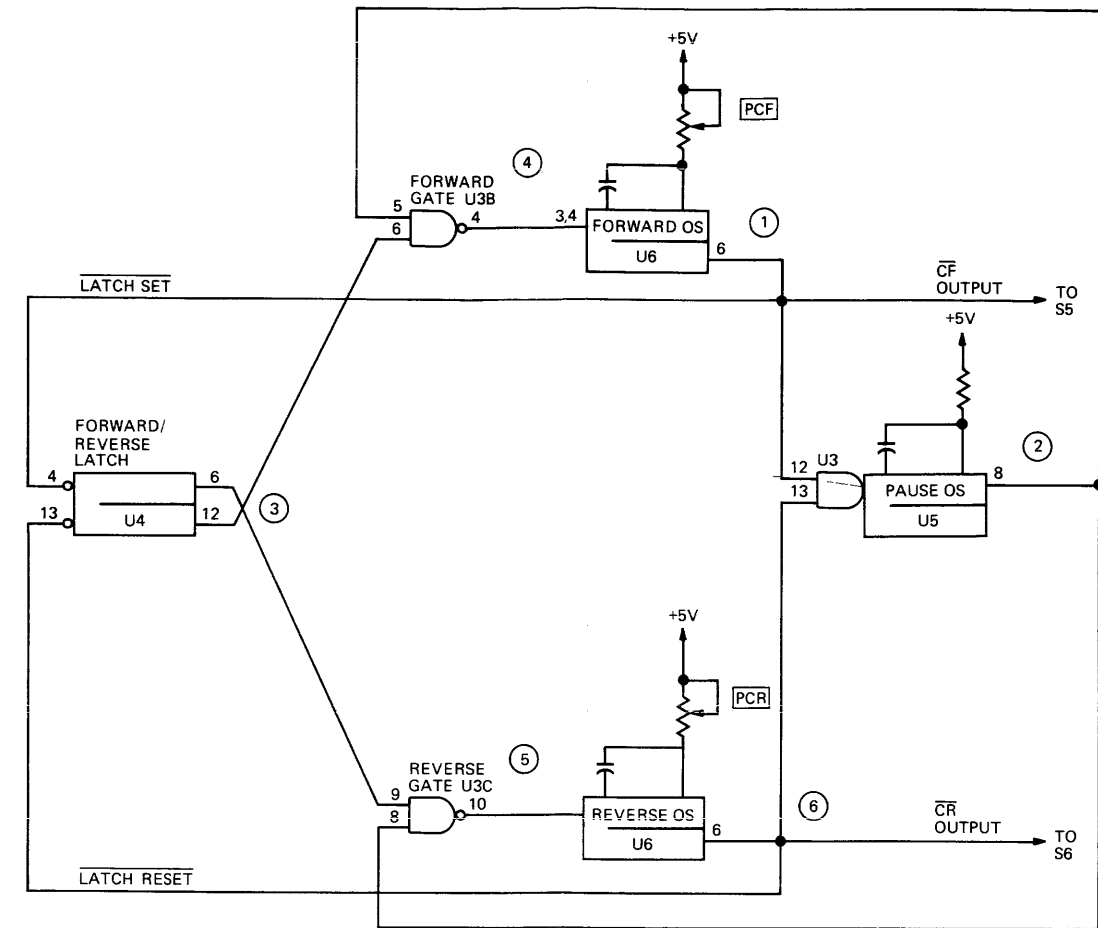 +5V
PCF
4
FORWARD
GATE U3B
5
4
6
3,4
FORWARD OS
U6
1
6
LATCH SET
CF
OUTPUT
TO
S5
+5V
FORWARD/
REVERSE
LATCH
4
6
U4
13
12
3
U3
12
13
PAUSE OS
U5
2
8
+5V
PCR
5
REVERSE
GATE U3C
9
10
8
REVERSE OS
U6
6
6
CR
OUTPUT
TO
S6
LATCH RESET